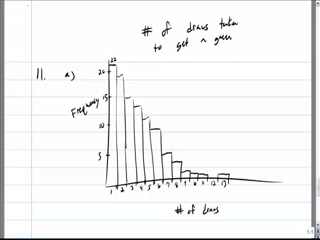 # of draws taken
to get a green
11. a)
22
20
15
10
5
Frequency
1 2 3 4 5 6 7 8 9 10 11 12 13
# of draws